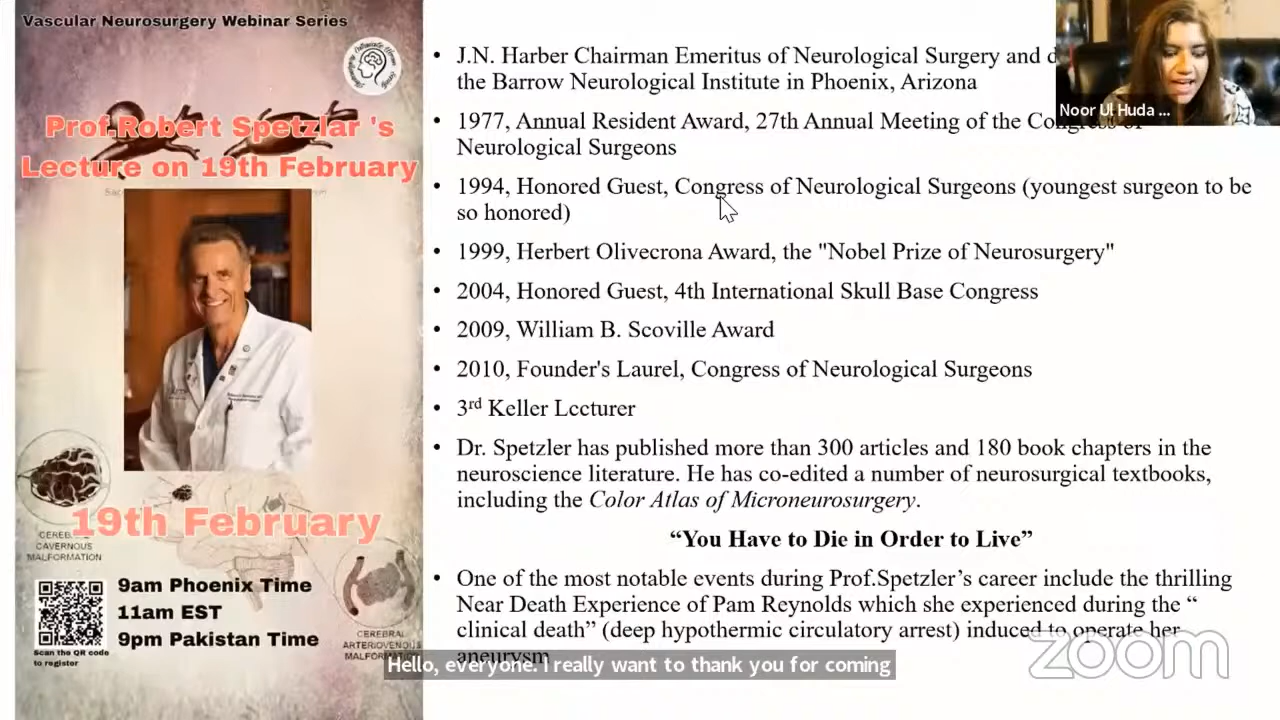 Vascular Neurosurgery Webinar Series
Prof.Robert Spetzlar 's
Lecture on 19th February
19th February
CEREBRAL
CAVERNOUS
MALFORMATION
9am Phoenix Time
11am EST
9pm Pakistan Time
Scan the QR code
to register
CEREBRAL
ARTERIOVENOUS
• J.N. Harber Chairman Emeritus of Neurological Surgery and
the Barrow Neurological Institute in Phoenix, Arizona
• 1977, Annual Resident Award, 27th Annual Meeting of the Congress of
Neurological Surgeons
• 1994, Honored Guest, Congress of Neurological Surgeons (youngest surgeon to be
so honored)
• 1999, Herbert Olivecrona Award, the "Nobel Prize of Neurosurgery"
• 2004, Honored Guest, 4th International Skull Base Congress
• 2009, William B. Scoville Award
• 2010, Founder's Laurel, Congress of Neurological Surgeons
• 3rd Keller Lecturer
• Dr. Spetzler has published more than 300 articles and 180 book chapters in the
neuroscience literature. He has co-edited a number of neurosurgical textbooks,
including the Color Atlas of Microneurosurgery.
“You Have to Die in Order to Live”
• One of the most notable events during Prof.Spetzler’s career include the thrilling
Near Death Experience of Pam Reynolds which she experienced during the “
clinical death” (deep hypothermic circulatory arrest) induced to operate her
aneurysm
Hello, everyone. I really want to thank you for coming
Noor Ul Huda ...
zoom